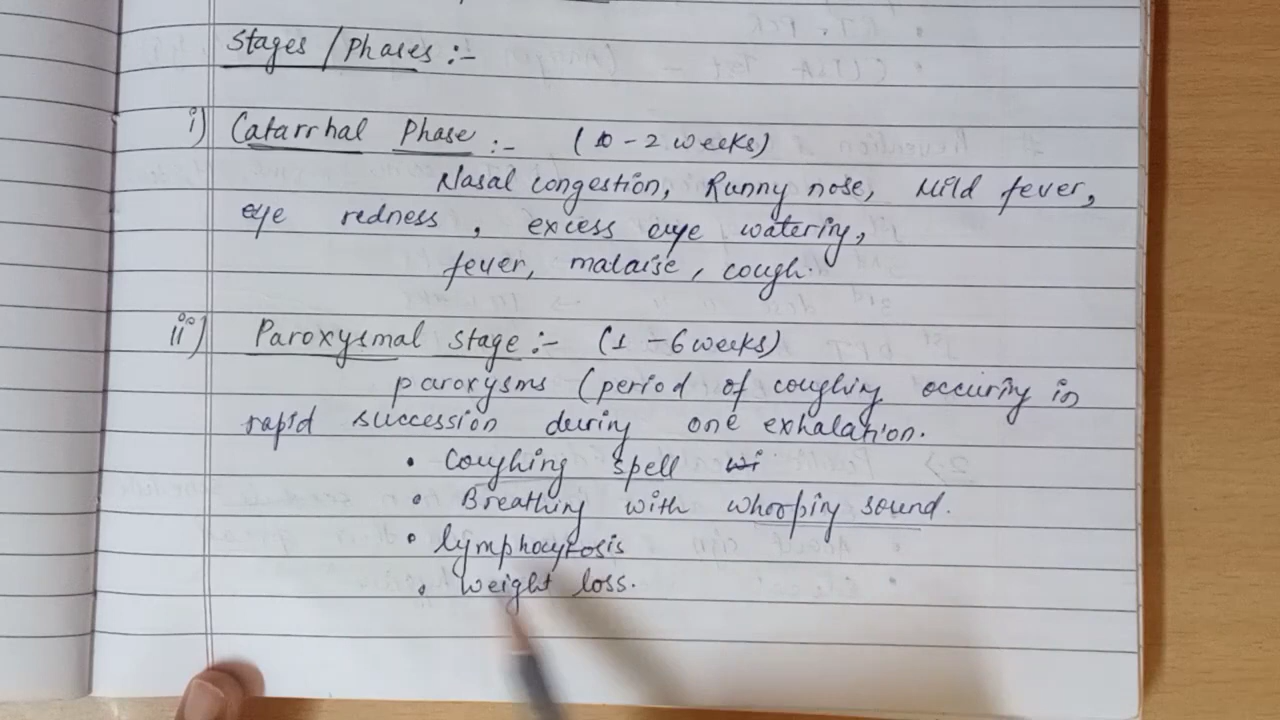 Stages / Phases :-
i) Catarrhal Phase :- (0 - 2 weeks)
Nasal congestion, Runny nose, Mild fever,
eye redness, excess eye watering,
fever, malaise, cough.
ii) Paroxysmal stage :- (1 - 6 weeks)
paroxysms (period of coughing occuring in
rapid succession during one exhalation.
• Coughing spell
• Breathing with whooping sound.
• lymphocytosis
• weight loss.